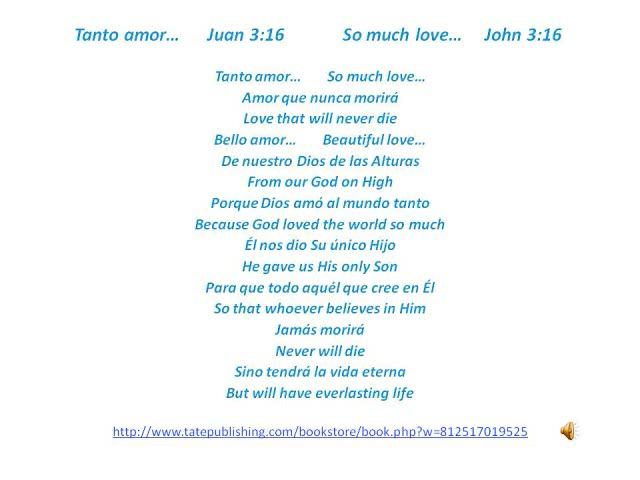 Tanto amor… Juan 3:16 So much love… John 3:16
Tanto amor… So much love…
Amor que nunca morirá
Love that will never die
Bello amor… Beautiful love…
De nuestro Dios de las Alturas
From our God on High
Porque Dios amó al mundo tanto
Because God loved the world so much
Él nos dio Su único Hijo
He gave us His only Son
Para que todo aquél que cree en Él
So that whoever believes in Him
Jamás morirá
Never will die
Sino tendrá la vida eterna
But will have everlasting life
http://www.tatepublishing.com/bookstore/book.php?w=812517019525